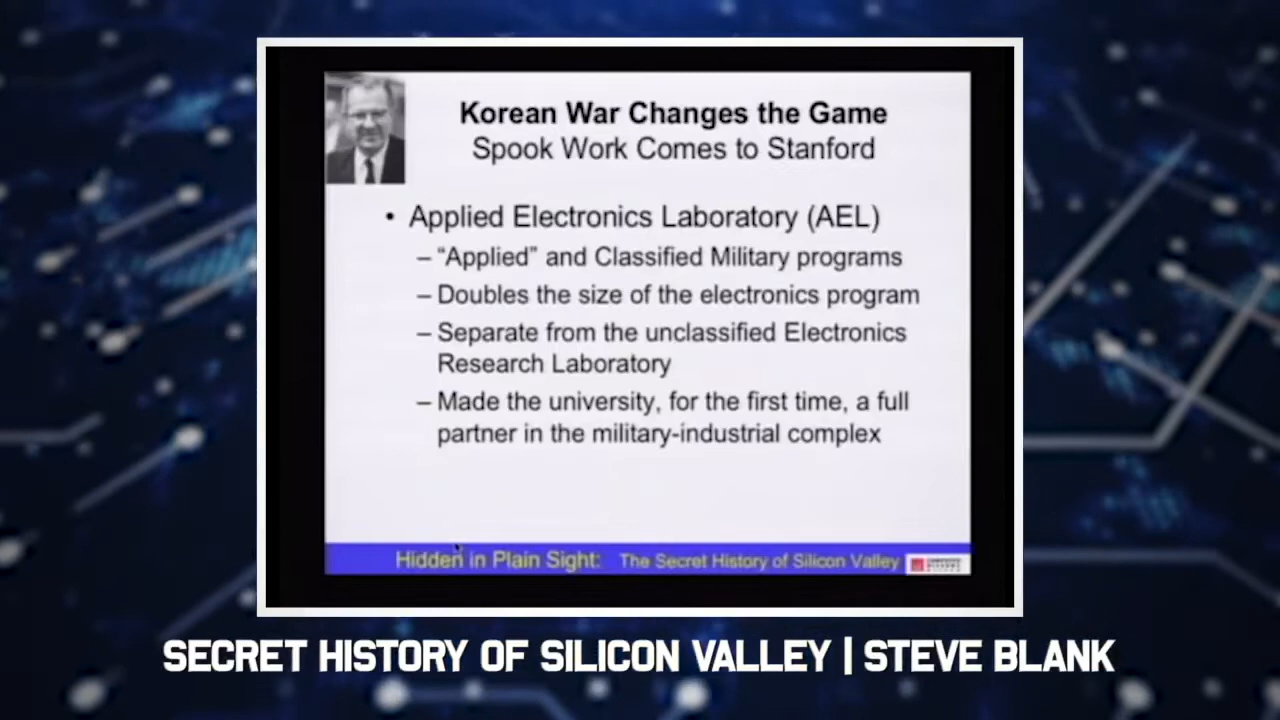 Korean War Changes the Game
Spook Work Comes to Stanford
• Applied Electronics Laboratory (AEL)
– “Applied” and Classified Military programs
– Doubles the size of the electronics program
– Separate from the unclassified Electronics
Research Laboratory
– Made the university, for the first time, a full
partner in the military-industrial complex
Hidden in Plain Sight: The Secret History of Silicon Valley
SECRET HISTORY OF SILICON VALLEY | STEVE BLANK